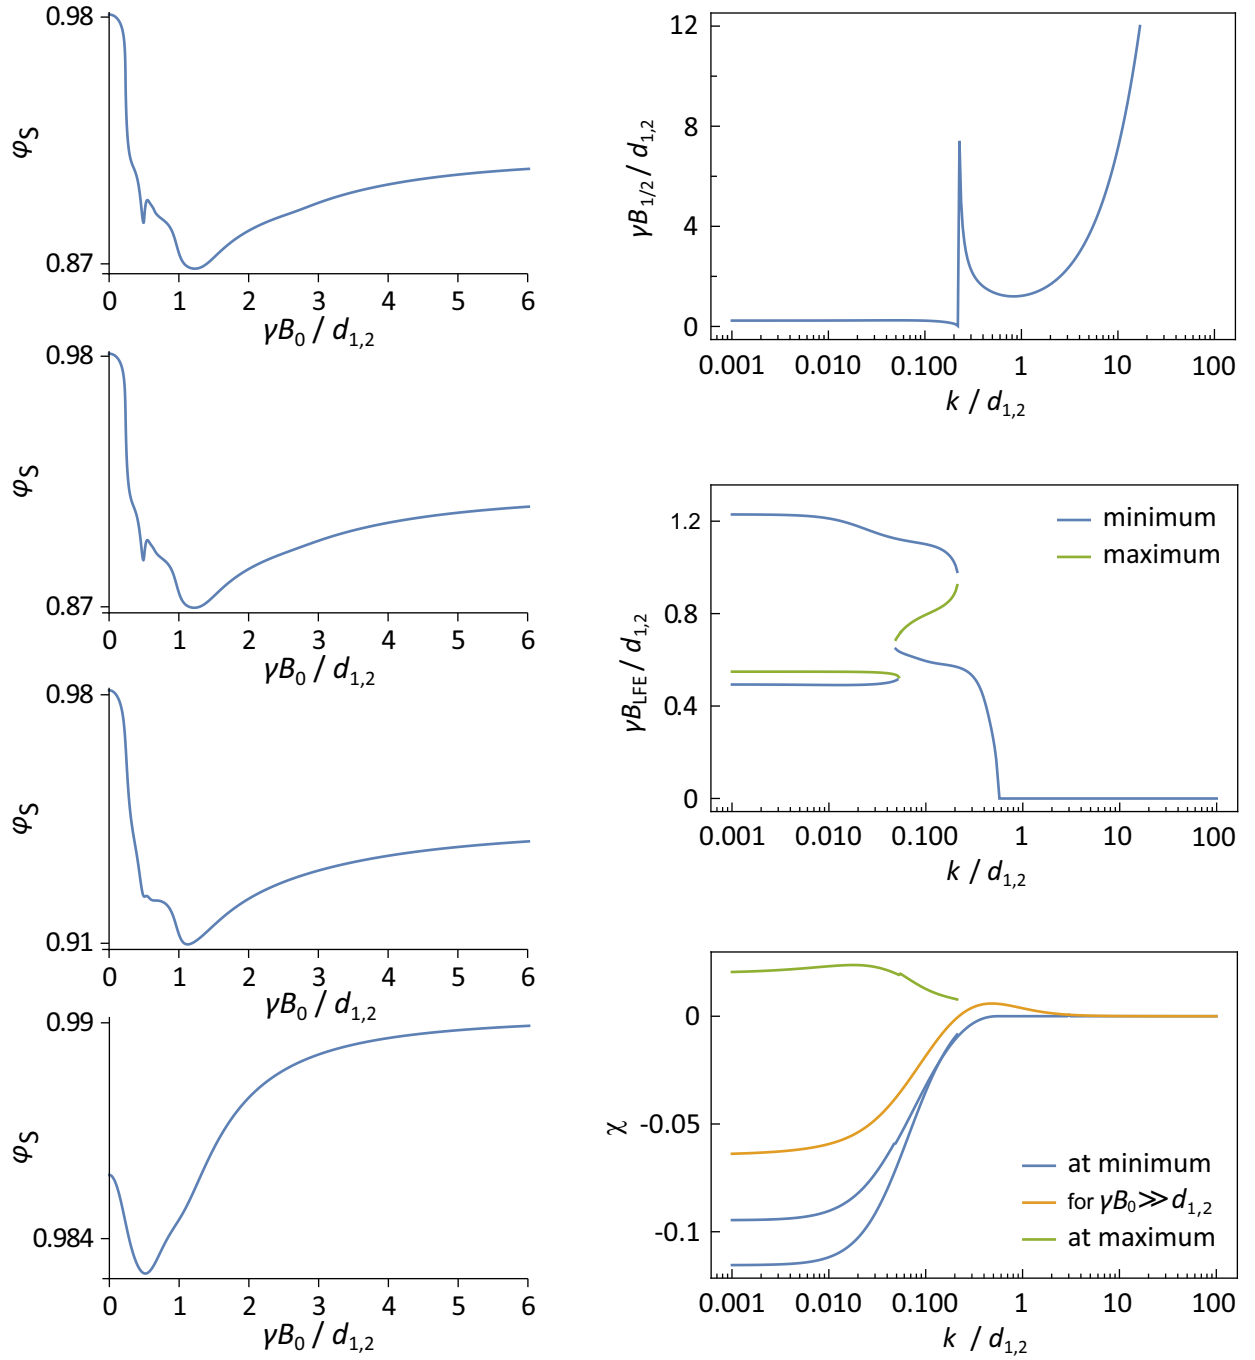 0.98
φS
0.87
0 1 2 3 4 5 6
γB0 / d1,2
0.98
φS
0.87
0 1 2 3 4 5 6
γB0 / d1,2
0.98
φS
0.91
0 1 2 3 4 5 6
γB0 / d1,2
0.99
φS
0.984
0 1 2 3 4 5 6
γB0 / d1,2
12
8
4
0
γB1/2 / d1,2
0.001 0.010 0.100 1 10 100
k / d1,2
1.2
0.8
0.4
0
γBLFE / d1,2
minimum
maximum
0.001 0.010 0.100 1 10 100
k / d1,2
0
-0.05
-0.1
χ
at minimum
for γB0≫d1,2
at maximum
0.001 0.010 0.100 1 10 100
k / d1,2